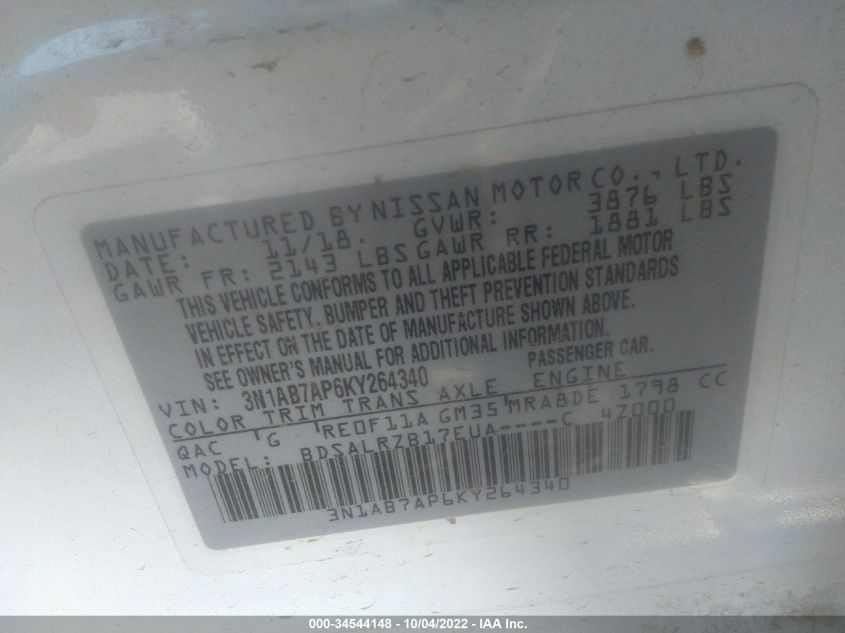 MANUFACTURED BY NISSAN MOTOR CO., LTD.
DATE: 11/18. GVWR: 3876 LBS
GAWR FR: 2143 LBS GAWR RR: 1881 LBS
THIS VEHICLE CONFORMS TO ALL APPLICABLE FEDERAL MOTOR
VEHICLE SAFETY, BUMPER AND THEFT PREVENTION STANDARDS
IN EFFECT ON THE DATE OF MANUFACTURE SHOWN ABOVE.
SEE OWNER'S MANUAL FOR ADDITIONAL INFORMATION.
VIN: 3N1AB7AP6KY264340 PASSENGER CAR.
COLOR TRIM TRANS AXLE ENGINE
QAC G RE0F11A GM35 MRA8DE 1798 CC
MODEL: BDSALRZB17EUA----C 4Z000
3N1AB7AP6KY264340
000-34544148 - 10/04/2022 - IAA Inc.